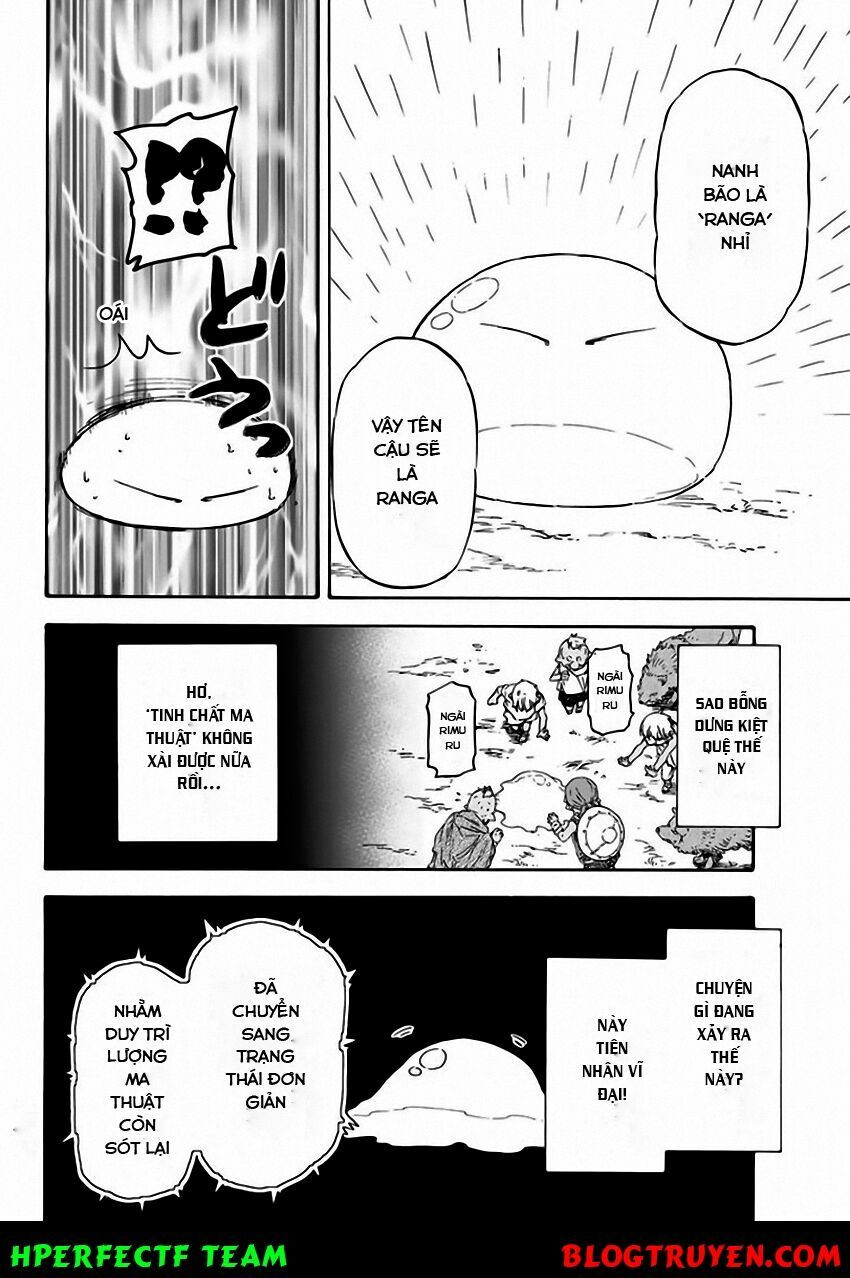 NANH
BÃO LÀ
‵RANGA′
NHỈ
VẬY TÊN
CẬU SẼ
LÀ
RANGA
!?
どうっ
OÁI
SAO BỖNG
DƯNG KIỆT
QUỆ THẾ
NÀY
NGÀI
RIMU
RU
NGÀI
RIMU
RU
HƠ,
'TINH CHẤT MA
THUẬT' KHÔNG
XÀI ĐƯỢC NỮA
RỒI...
CHUYỆN
GÌ ĐANG
XẢY RA
THẾ
NÀY?
NÀY
TIỆN
NHÂN VĨ
ĐẠI!
ĐÃ
CHUYỂN
SANG
TRẠNG
THÁI ĐƠN
GIẢN
NHẰM
DUY TRÌ
LƯỢNG
MA
THUẬT
CÒN
SÓT LẠI
HPERFECTF TEAM
BLOGTRUYEN.COM